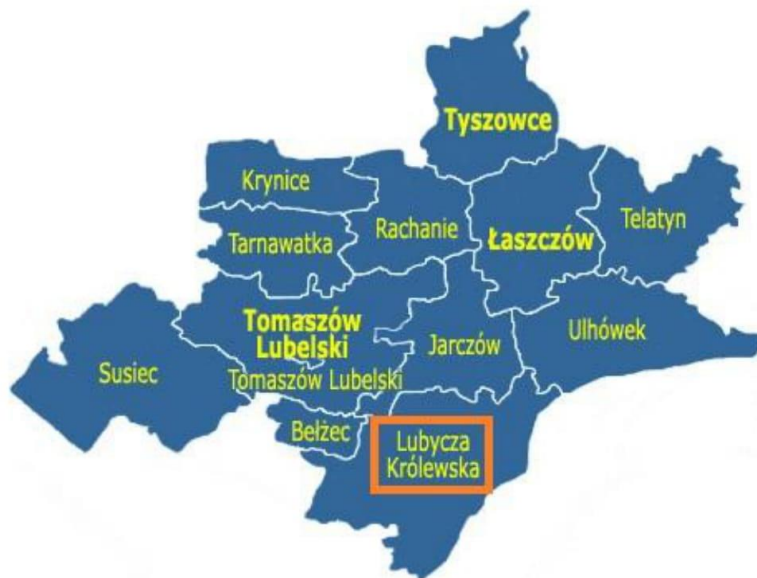 Tyszowce
Krynice
Rachanie
Telatyn
Tarnawatka
Łaszczów
Tomaszów
Lubelski
Ulhówek
Jarczów
Susiec
Tomaszów Lubelski
Bełżec
Lubycza
Królewska